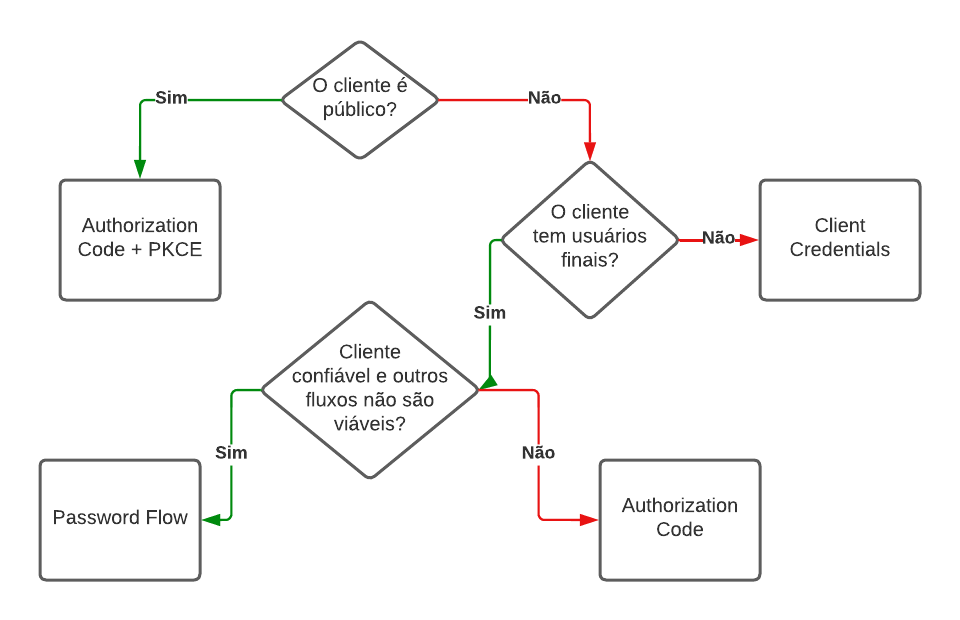 O cliente é
público?
Sim
Não
Authorization
Code + PKCE
O cliente
tem usuários
finais?
Não
Client
Credentials
Sim
Cliente
confiável e outros
fluxos não são
viáveis?
Sim
Não
Password Flow
Authorization
Code